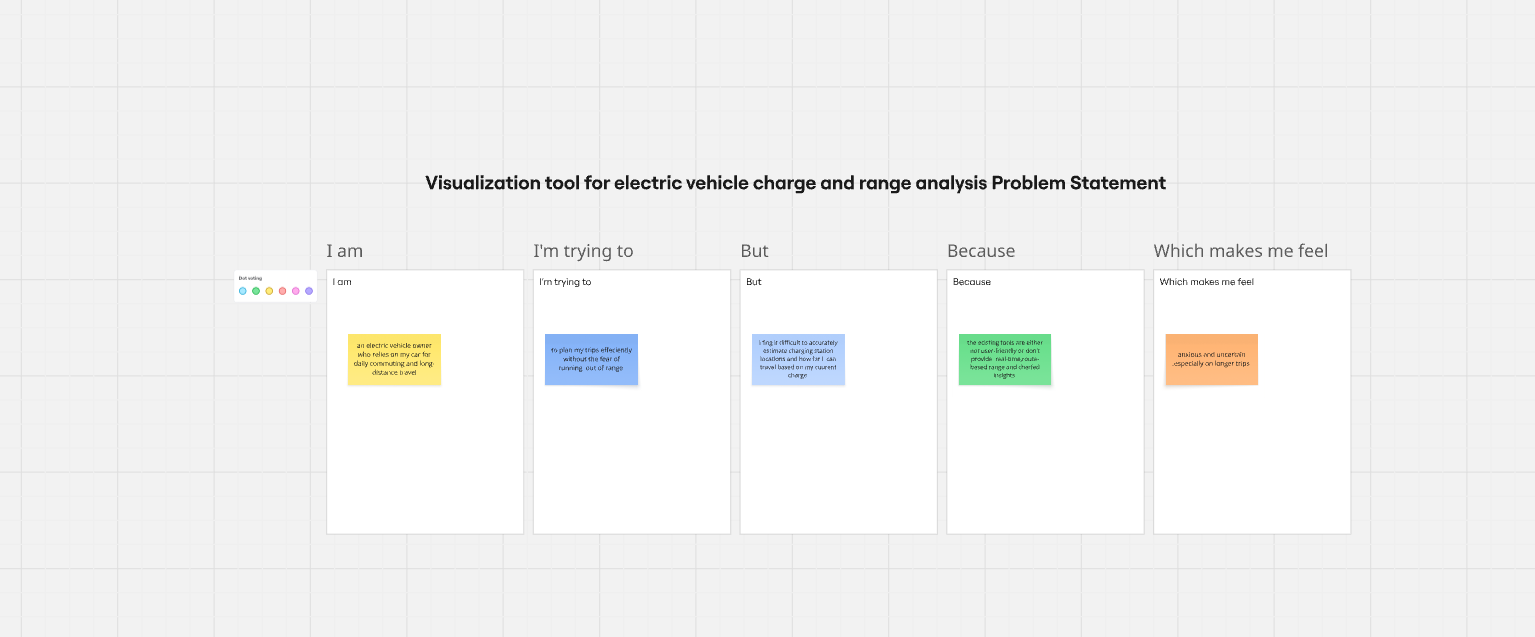 Visualization tool for electric vehicle charge and range analysis Problem Statement
I am
I'm trying to
But
Because
Which makes me feel
Dot voting
I am
I'm trying to
But
Because
Which makes me feel
an electric vehicle owner
who relies on my car for
daily commuting and long-
distance travel
to plan my trips effeciently
without the fear of
running out of range
i fing it difficult to accurately
estimate charging station
locations and how far I can
travel based on my current
charge
the existing tools are either
not user-friendly or don't
provide real-time,route-
based range and
insights
anxious and uncertain
.especially on longer trips